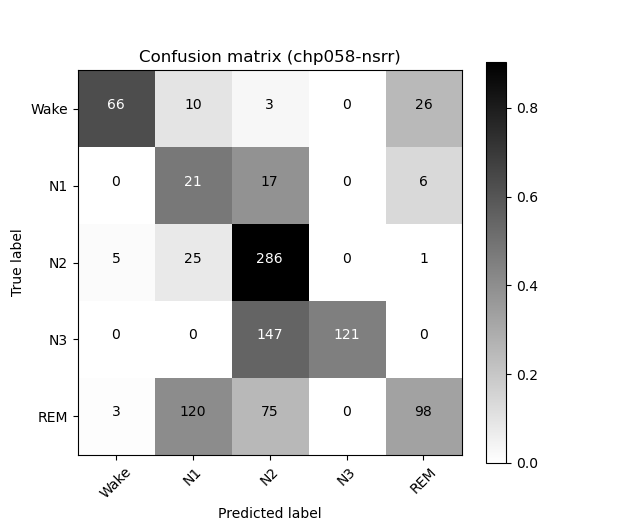 Confusion matrix (chp058-nsrr)
Wake 66 10 3 0 26
N1 0 21 17 0 6
N2 5 25 286 0 1
N3 0 0 147 121 0
REM 3 120 75 0 98
Wake N1 N2 N3 REM
Predicted label
True label
0.8
0.6
0.4
0.2
0.0